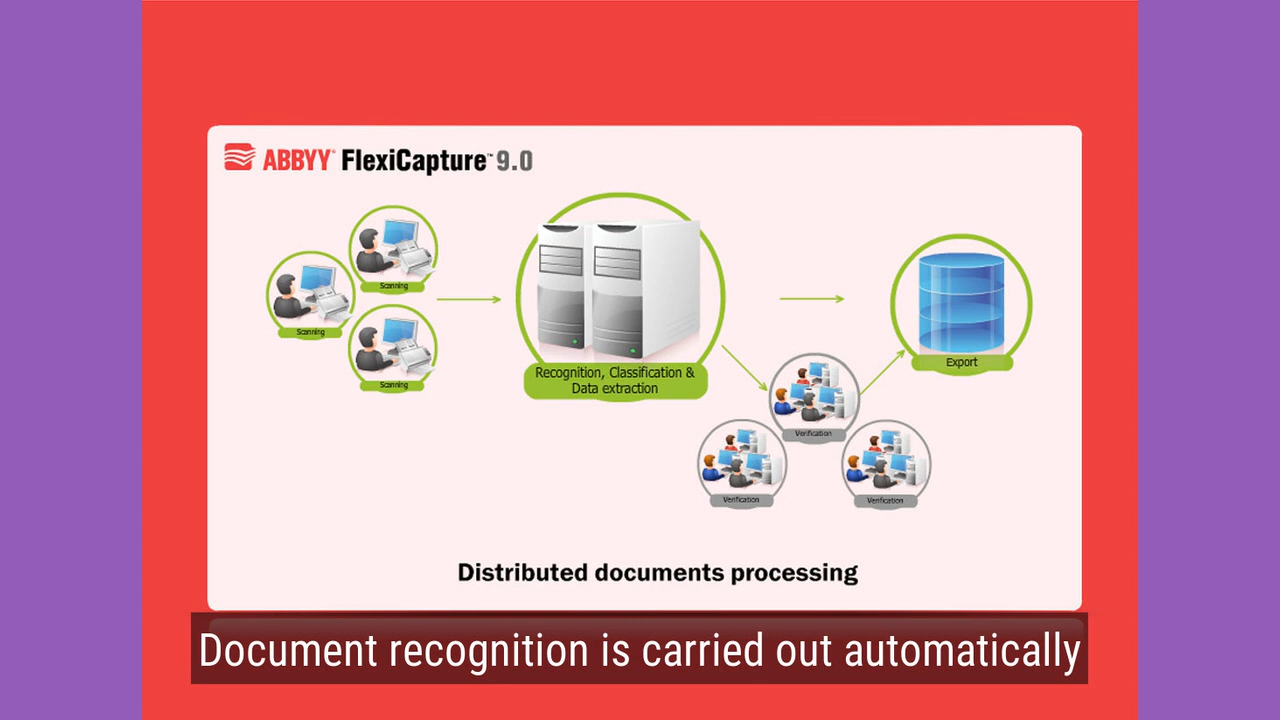 ABBYY® FlexiCapture™ 9.0
Scanning
Scanning
Scanning
Recognition, Classification &
Data extraction
Export
Verification
Verification
Verification
Distributed documents processing
Document recognition is carried out automatically